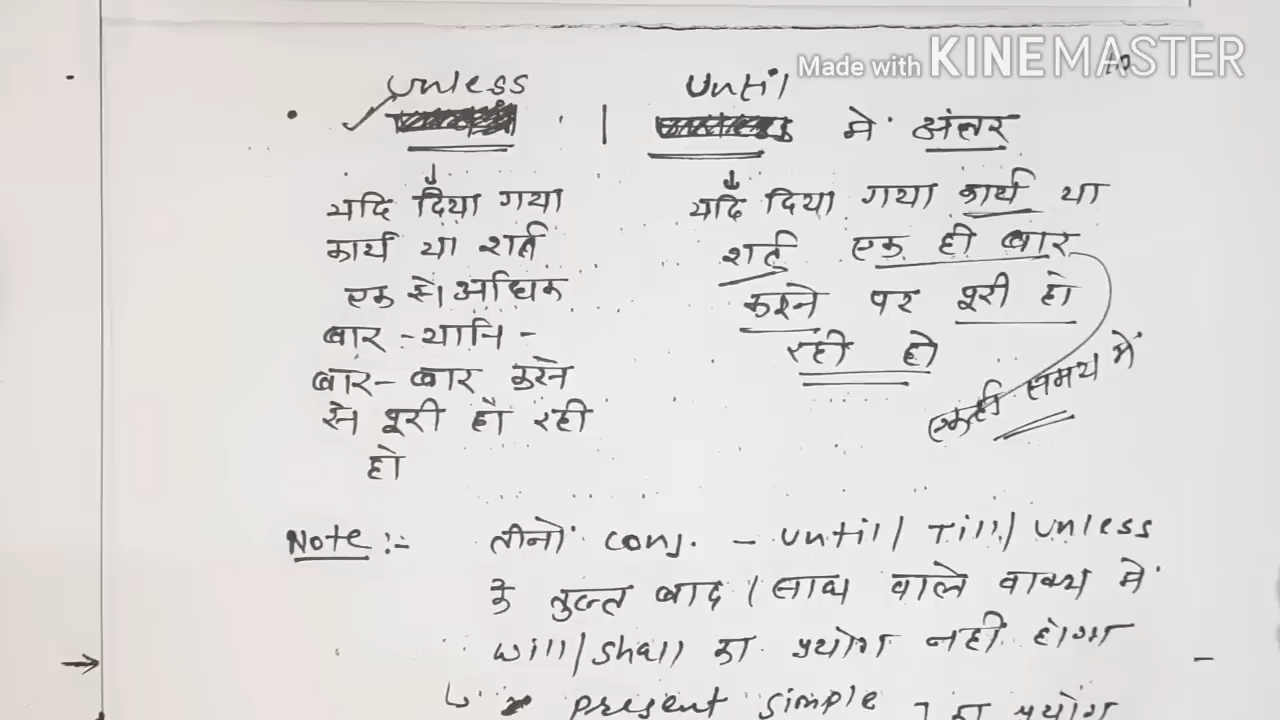 Made with KINEMASTER
unless | until में अंतर
यदि दिया गया
कार्य या शर्त
एक से अधिक
बार - यानि -
बार - बार करने
से पूरी हो रही
हो
यदि दिया गया कार्य या
शर्त एक ही बार
करने पर पूरी हो
रही हो
एक ही समय में
Note :- तीनों conj. - until / Till / unless
के तुरन्त बाद / साथ वाले वाक्य में
will / shall का प्रयोग नही होगा
present simple का प्रयोग